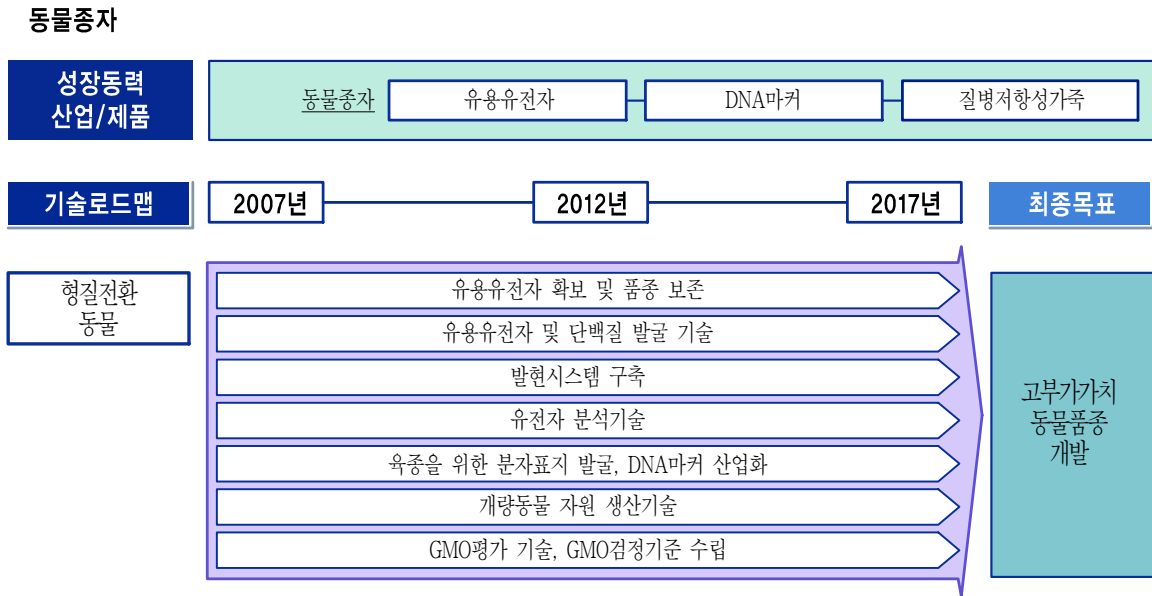 동물종자
성장동력
산업/제품
동물종자 유용유전자 DNA마커 질병저항성가죽
기술로드맵 2007년 2012년 2017년 최종목표
형질전환
동물
유용유전자 확보 및 품종 보존
유용유전자 및 단백질 발굴 기술
발현시스템 구축
유전자 분석기술
육종을 위한 분자표지 발굴, DNA마커 산업화
개량동물 자원 생산기술
GMO평가 기술, GMO검정기준 수립
고부가가치
동물품종
개발